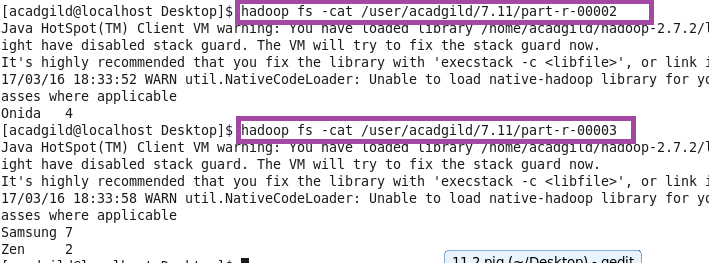 [acadgild@localhost Desktop]$ hadoop fs -cat /user/acadgild/7.11/part-r-00002
Java HotSpot(TM) Client VM warning: You have loaded library /home/acadgild/hadoop-2.7.2/l
ight have disabled stack guard. The VM will try to fix the stack guard now.
It's highly recommended that you fix the library with 'execstack -c <libfile>', or link i
17/03/16 18:33:52 WARN util.NativeCodeLoader: Unable to load native-hadoop library for yo
asses where applicable
Onida   4
[acadgild@localhost Desktop]$ hadoop fs -cat /user/acadgild/7.11/part-r-00003
Java HotSpot(TM) Client VM warning: You have loaded library /home/acadgild/hadoop-2.7.2/l
ight have disabled stack guard. The VM will try to fix the stack guard now.
It's highly recommended that you fix the library with 'execstack -c <libfile>', or link i
17/03/16 18:33:58 WARN util.NativeCodeLoader: Unable to load native-hadoop library for yo
asses where applicable
Samsung 7
Zen     2
[acadgild@localhost Desktop]$
11.2.pig (~/Desktop) - gedit